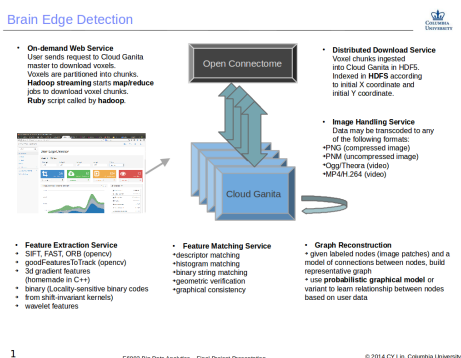 Brain Edge Detection
COLUMBIA
UNIVERSITY
• On-demand Web Service
User sends request to Cloud Ganita
master to download voxels.
Voxels are partitioned into chunks.
Hadoop streaming starts map/reduce
jobs to download voxel chunks.
Ruby script called by hadoop.
Open Connectome
• Distributed Download Service
Voxel chunks ingested
into Cloud Ganita in HDF5.
Indexed in HDFS according
to initial X coordinate and
initial Y coordinate.
• Image Handling Service
Data may be transcoded to any
of the following formats:
•PNG (compressed image)
•PNM (uncompressed image)
•Ogg/Theora (video)
•MP4/H.264 (video)
Cloud Ganita
• Feature Extraction Service
• SIFT, FAST, ORB (opencv)
• goodFeaturesToTrack (opencv)
• 3d gradient features
(homemade in C++)
• binary (Locality-sensitive binary codes
• from shift-invariant kernels)
• wavelet features
• Feature Matching Service
•descriptor matching
•histogram matching
•binary string matching
•geometric verification
•graphical consistency
• Graph Reconstruction
• given labeled nodes (image patches) and a
model of connections between nodes, build
representative graph
• use probabilistic graphical model or
variant to learn relationship between nodes
based on user data
1
E6893 Big Data Analytics – Final Project Presentation
© 2014 CY Lin, Columbia University